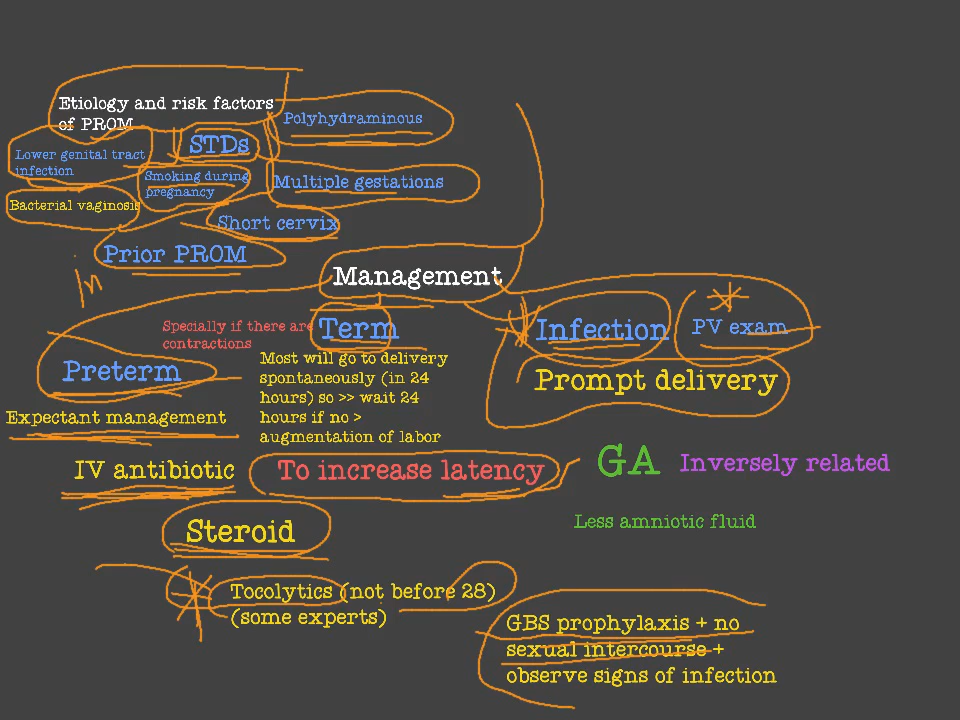 Etiology and risk factors
of PROM
Polyhydraminous
STDs
Lower genital tract
infection
Smoking during
pregnancy
Multiple gestations
Bacterial vaginosis
Short cervix
Prior PROM
Management
Specially if there are
contractions
Term
Infection
PV exam
Preterm
Most will go to delivery
spontaneously (in 24
hours) so >> wait 24
hours if no >
augmentation of labor
Prompt delivery
Expectant management
IV antibiotic
To increase latency
GA
Inversely related
Less amniotic fluid
Steroid
Tocolytics (not before 28)
(some experts)
GBS prophylaxis + no
sexual intercourse +
observe signs of infection